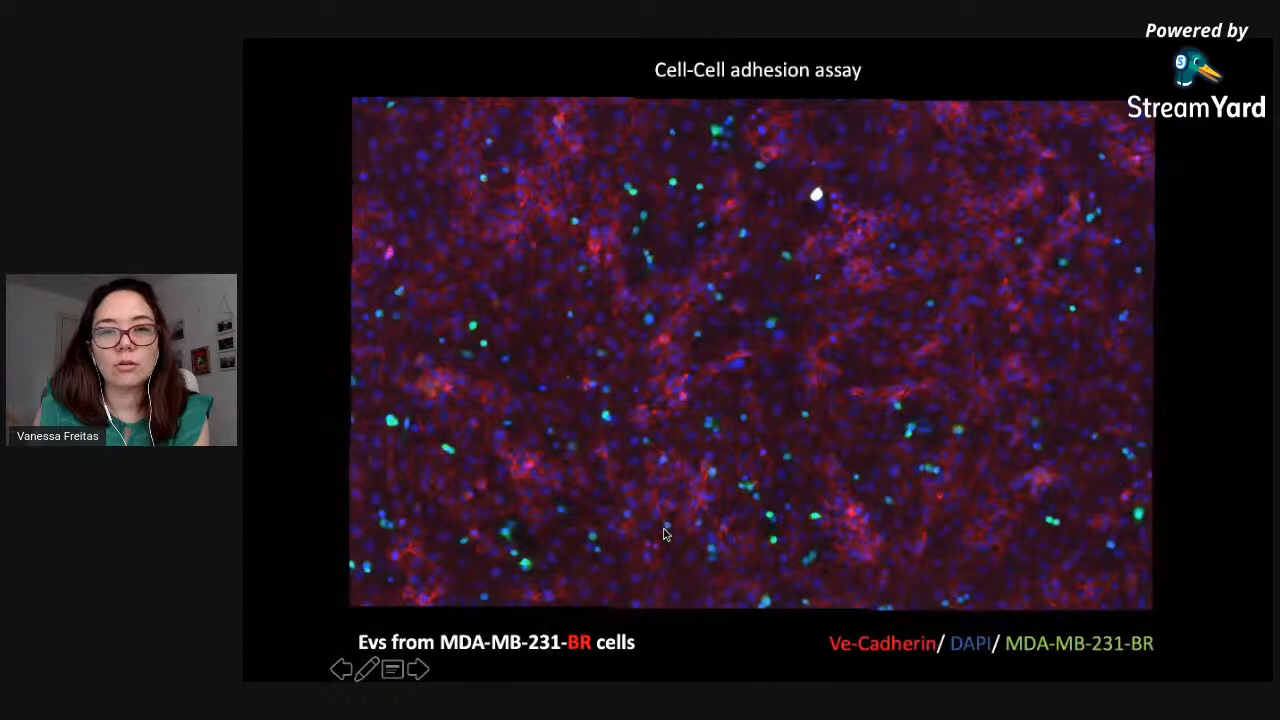 Powered by
StreamYard
Cell-Cell adhesion assay
Vanessa Freitas
Evs from MDA-MB-231-BR cells
Ve-Cadherin/ DAPI/ MDA-MB-231-BR